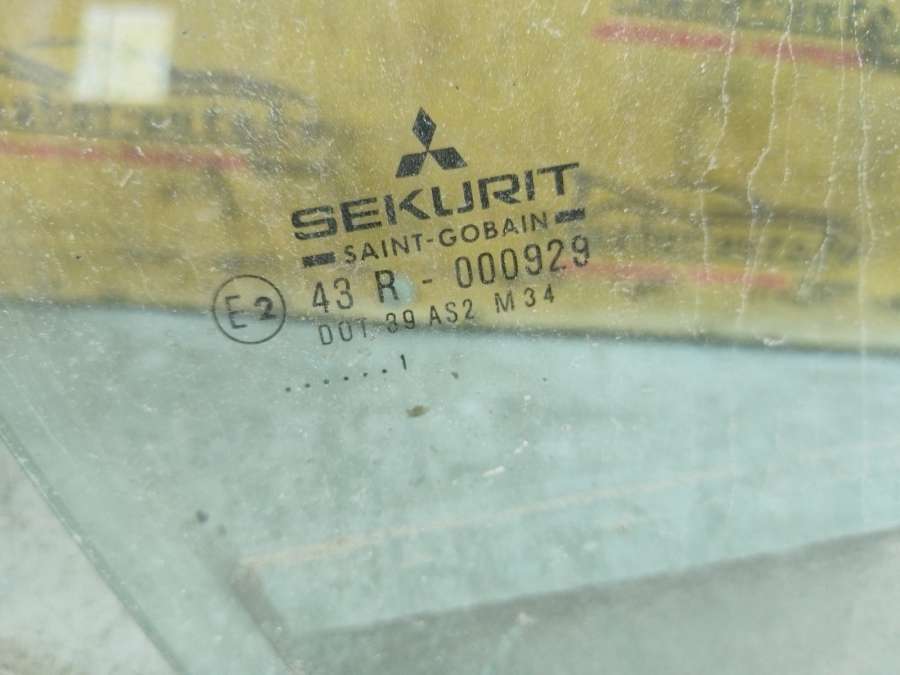 SEKURIT
SAINT-GOBAIN
E2
43 R - 000929
DOT 39 AS2 M34
. . . . . . 1